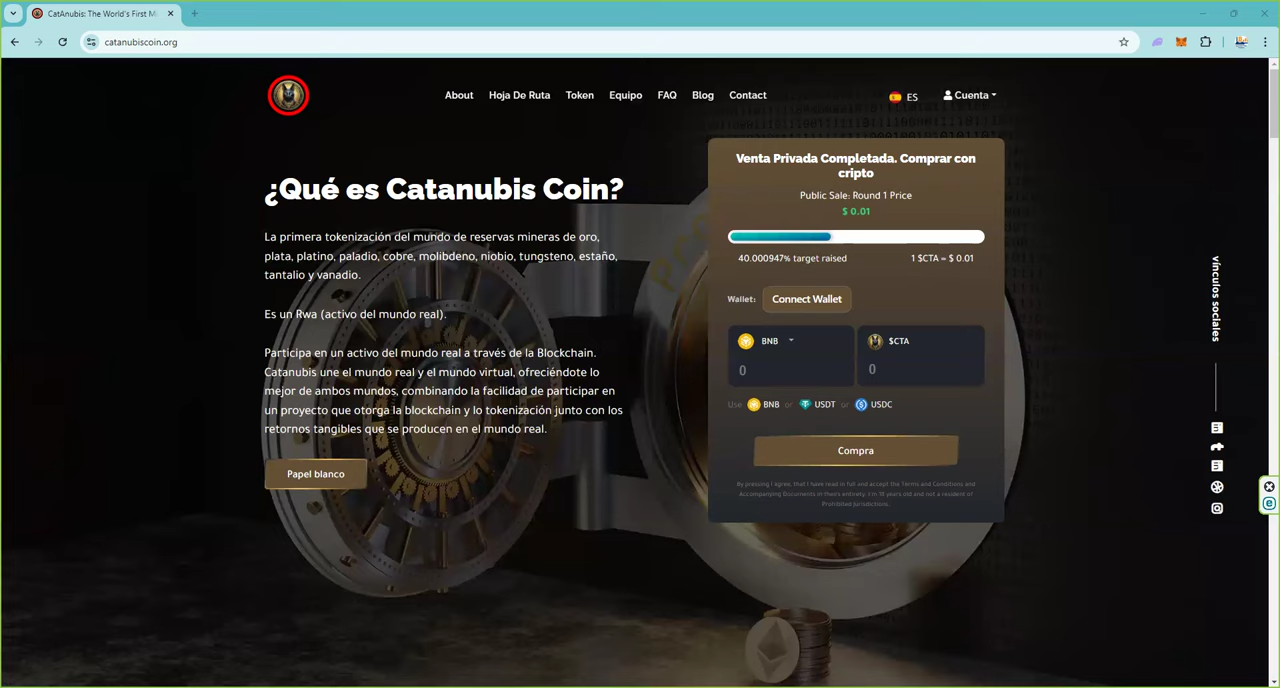 CatAnubis: The World's First M
catanubiscoin.org
About
Hoja De Ruta
Token
Equipo
FAQ
Blog
Contact
ES
Cuenta
¿Qué es Catanubis Coin?
La primera tokenización del mundo de reservas mineras de oro,
plata, platino, paladio, cobre, molibdeno, niobio, tungsteno, estaño,
tantalio y vanadio.
Es un Rwa (activo del mundo real).
Participa en un activo del mundo real a través de la Blockchain.
Catanubis une el mundo real y el mundo virtual, ofreciéndote lo
mejor de ambos mundos, combinando la facilidad de participar en
un proyecto que otorga la blockchain y lo tokenización junto con los
retornos tangibles que se producen en el mundo real.
Papel blanco
Venta Privada Completada. Comprar con
cripto
Public Sale: Round 1 Price
$ 0.01
40.000947% target raised
1 $CTA = $ 0.01
Wallet:
Connect Wallet
BNB
0
$CTA
0
Use BNB or USDT or USDC
Compra
By pressing I agree, that I have read in full and accept the Terms and Conditions and
Accompanying Documents in theirs entirety. I m 18 years old and not a resident of
Prohibited Jurisdictions.
vínculos sociales